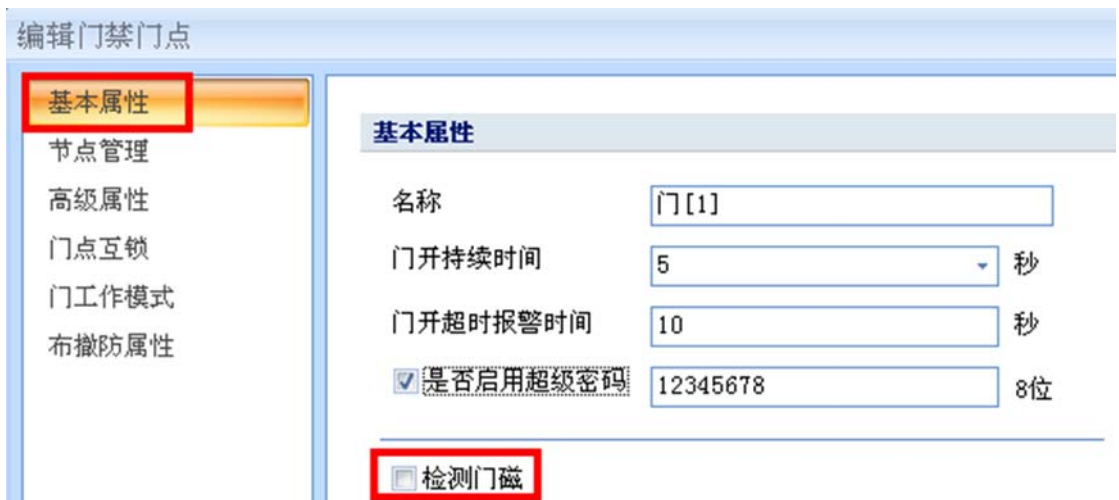 编辑门禁门点
基本属性
节点管理
高级属性
门点互锁
门工作模式
布撤防属性
基本属性
名称 门[1]
门开持续时间 5 秒
门开超时报警时间 10 秒
是否启用超级密码 12345678 8位
检测门磁